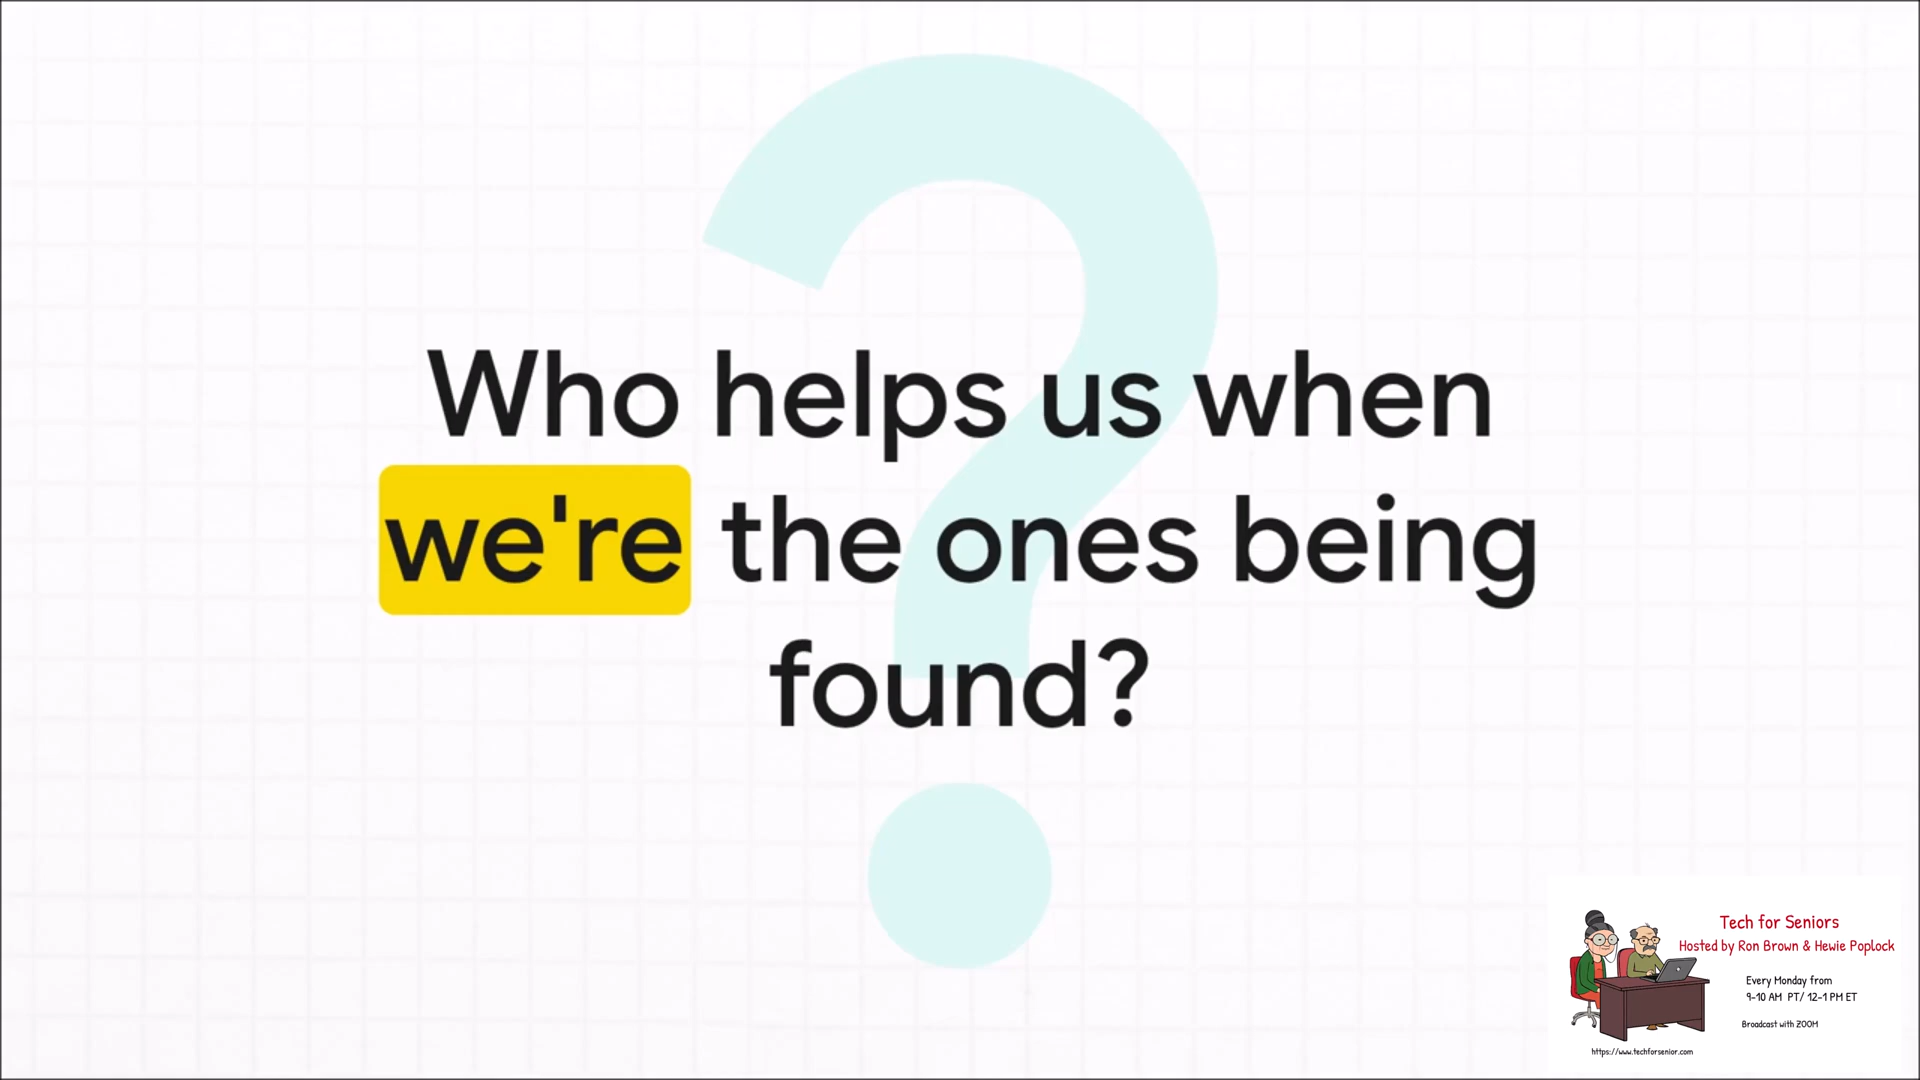 Who helps us when
we're the ones being
found?
Tech for Seniors
Hosted by Ron Brown & Hewie Poplock
Every Monday from
9-10 AM PT/ 12-1 PM ET
Broadcast with ZOOM
https://www.techforsenior.com